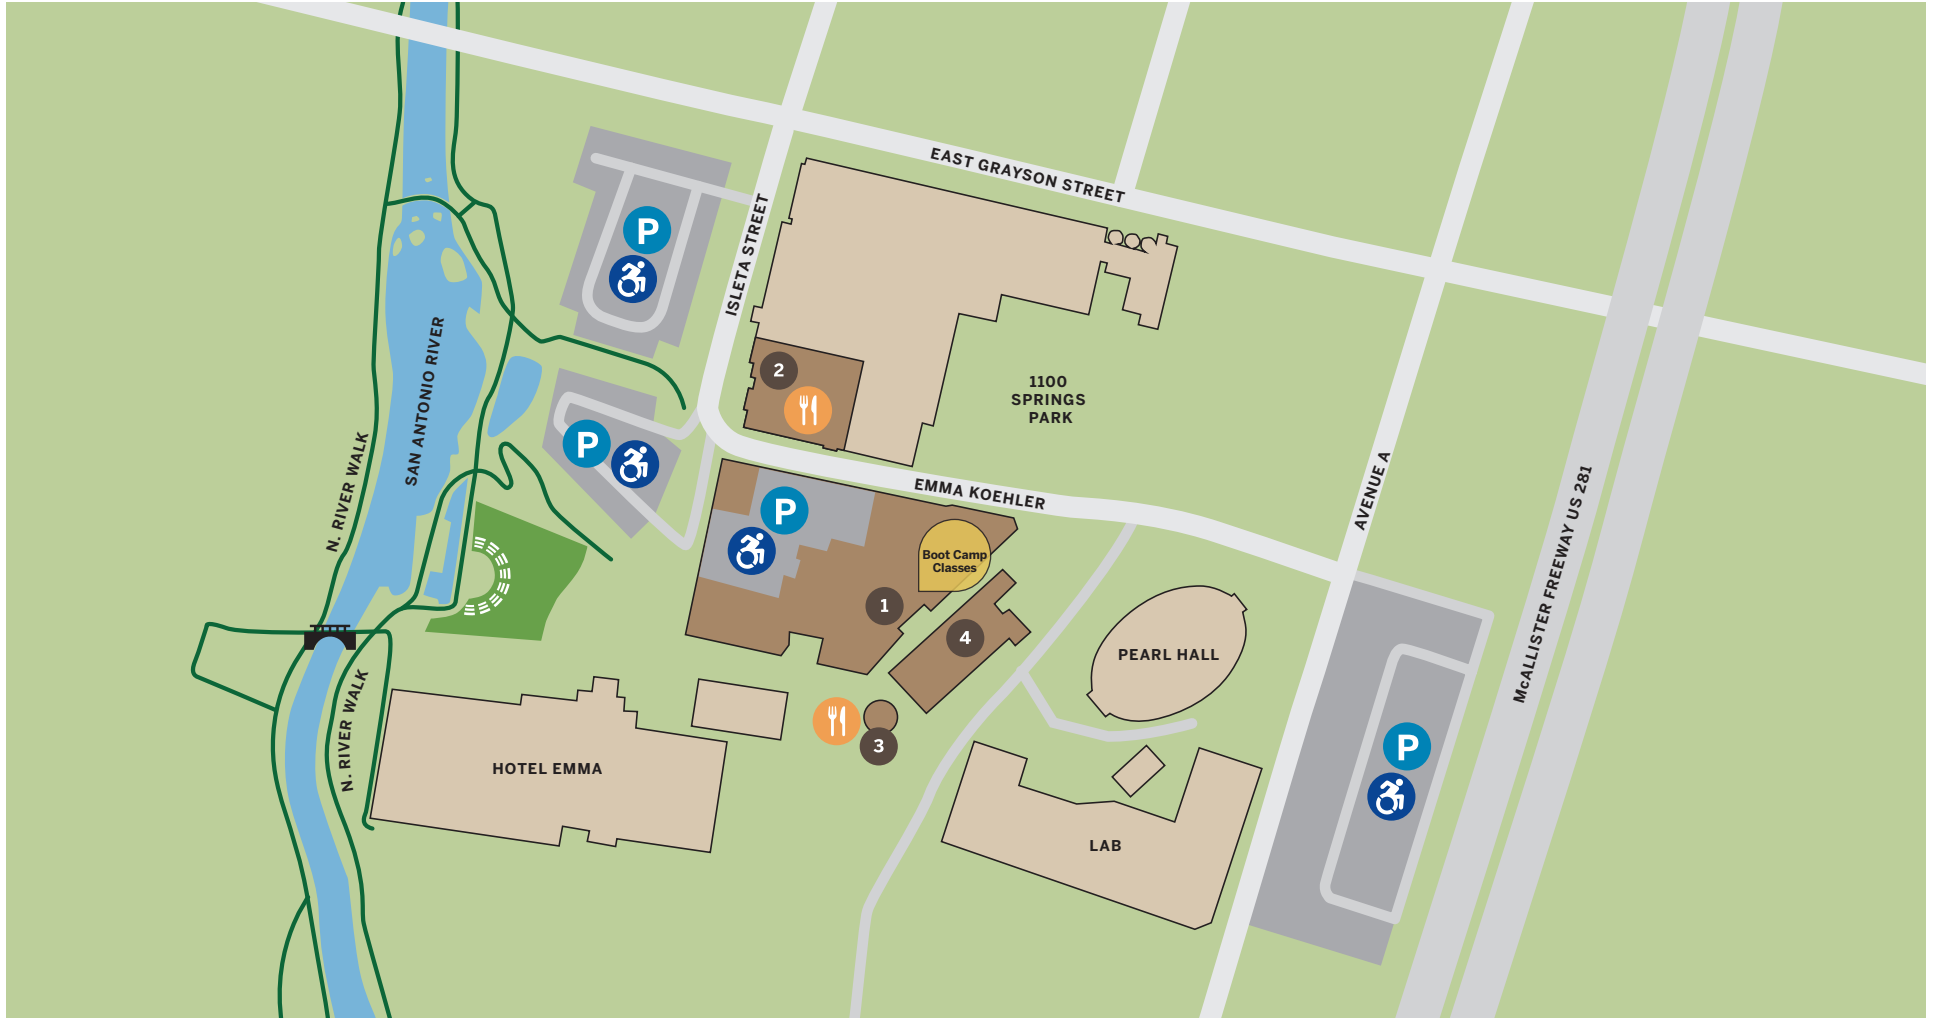 EAST GRAYSON STREET
P
ISLETA STREET
2
1100
SPRINGS
PARK
SAN ANTONIO RIVER
N. RIVER WALK
P
EMMA KOEHLER
AVENUE A
McALLISTER FREEWAY US 281
P
Boot Camp
Classes
1
4
PEARL HALL
N. RIVER WALK
3
HOTEL EMMA
P
LAB